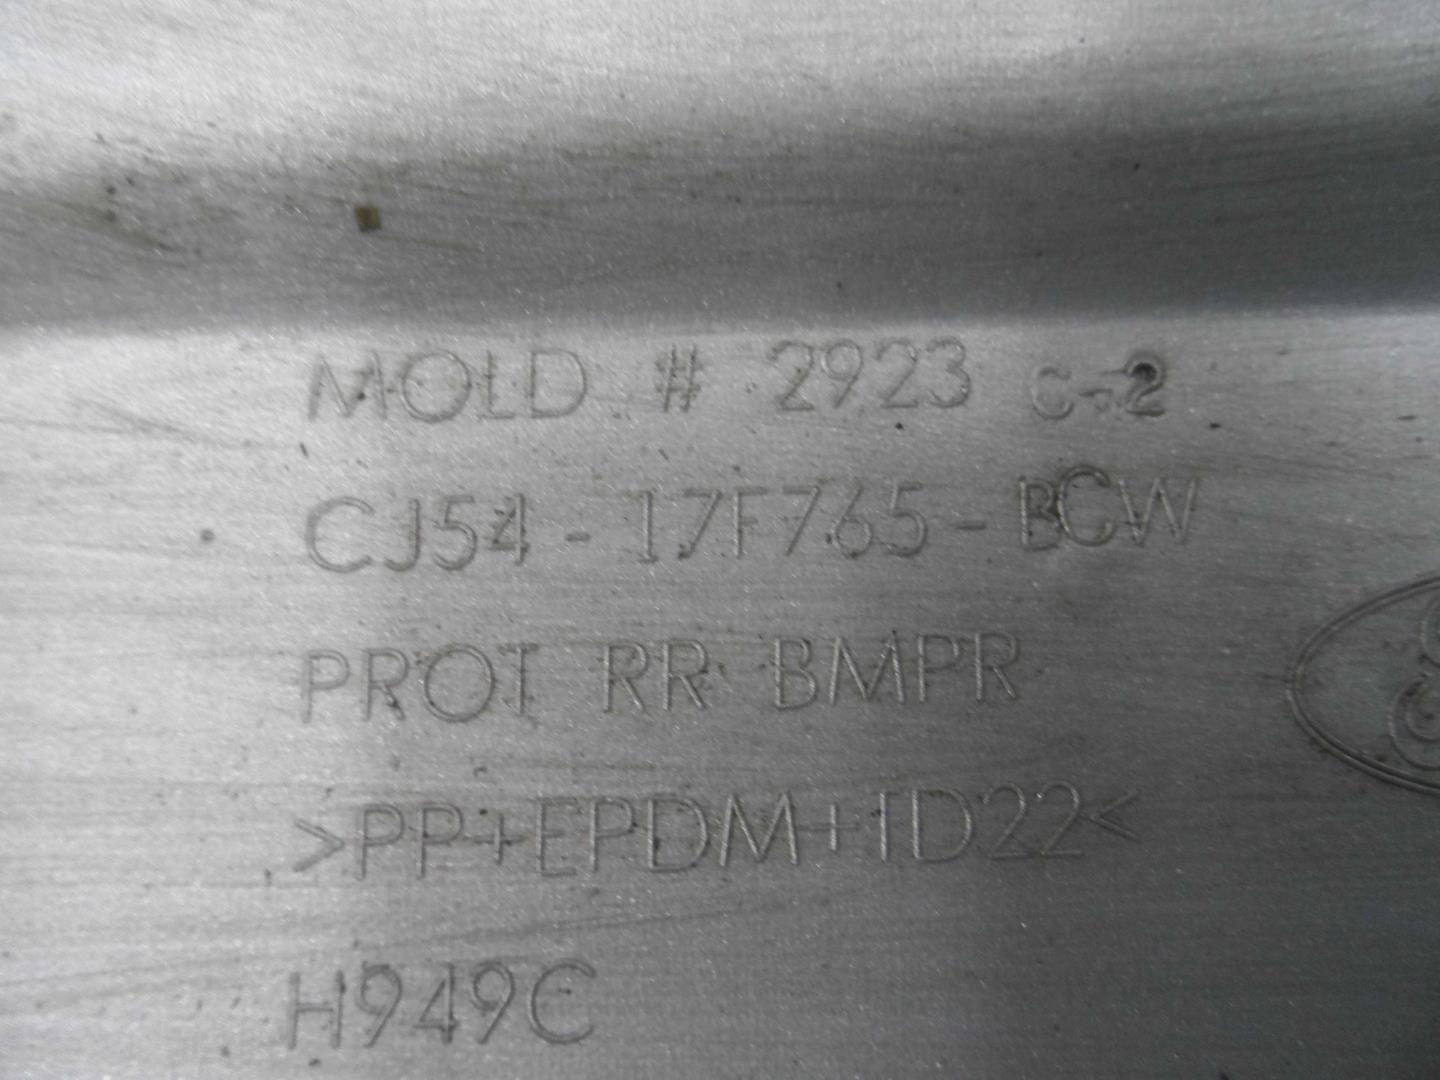 MOLD # 2923 C-2
CJ54 - 17F765 - BCW
PROT RR BMPR
>PP+EPDM+TD22<
H949C